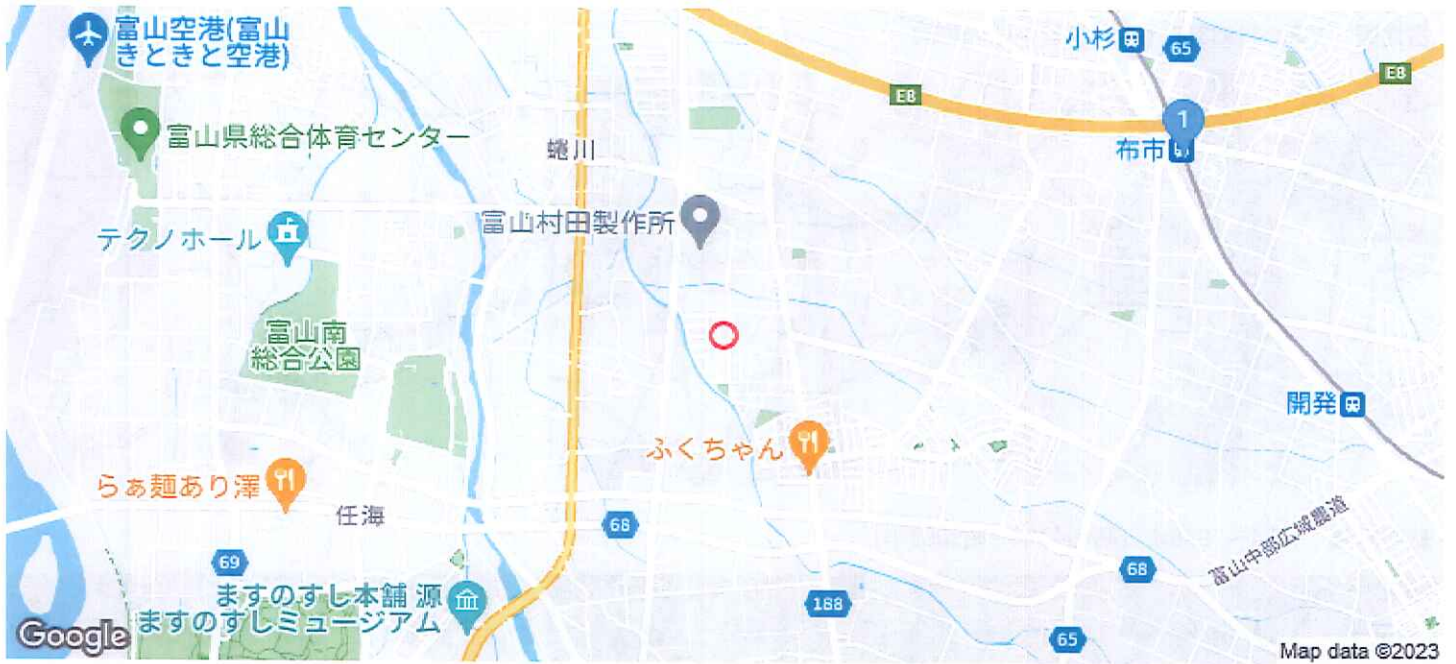 富山空港(富山
きときと空港)
小杉
65
E8
E8
富山県総合体育センター
蜷川
1
布市
富山村田製作所
テクノホール
富山南
総合公園
開発
ふくちゃん
らぁ麺あり澤
任海
68
富山中部広域農道
69
68
ますのすし本舗 源
ますのすしミュージアム
188
65
Google
Map data ©2023